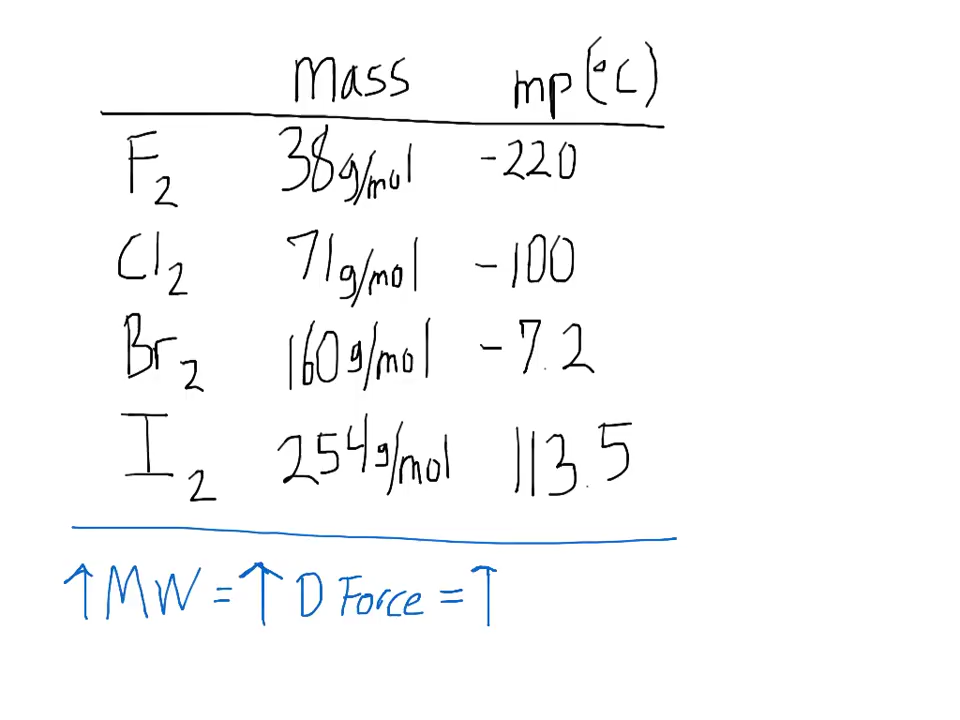 Mass mp (°C)
F2 38g/mol -220
Cl2 71g/mol -100
Br2 160g/mol -7.2
I2 254g/mol 113.5
↑ MW = ↑ D Force = ↑